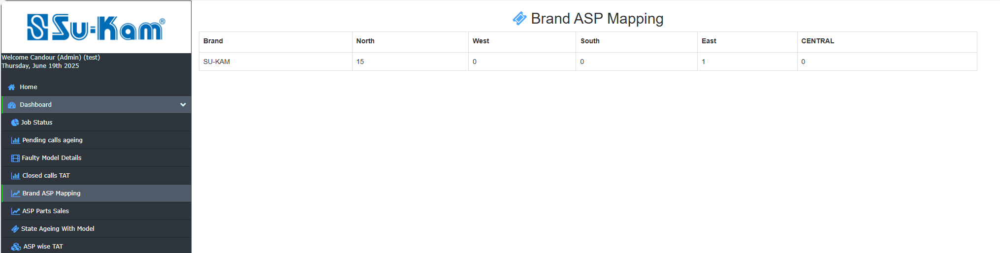 Su-Kam®
Welcome Candour (Admin) (test)
Thursday, June 19th 2025
Home
Dashboard
Job Status
Pending calls ageing
Faulty Model Details
Closed calls TAT
Brand ASP Mapping
ASP Parts Sales
State Ageing With Model
ASP wise TAT
Brand ASP Mapping
Brand North West South East CENTRAL
SU-KAM 15 0 0 1 0